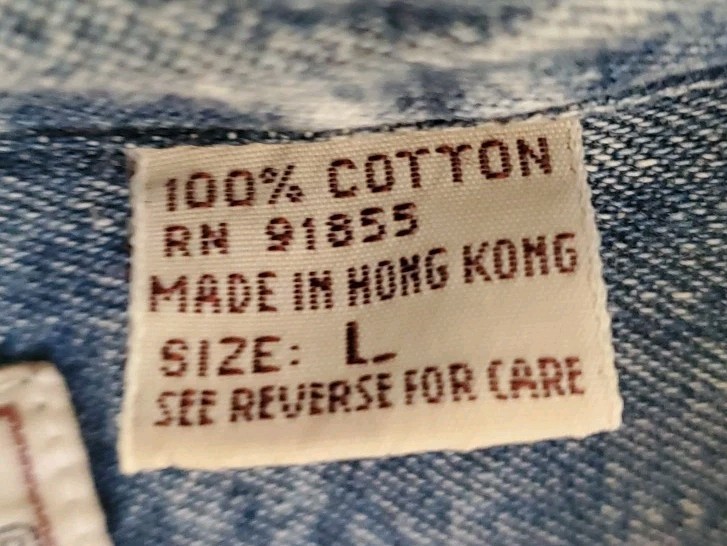 100% COTTON
RN 91855
MADE IN HONG KONG
SIZE: L
SEE REVERSE FOR CARE